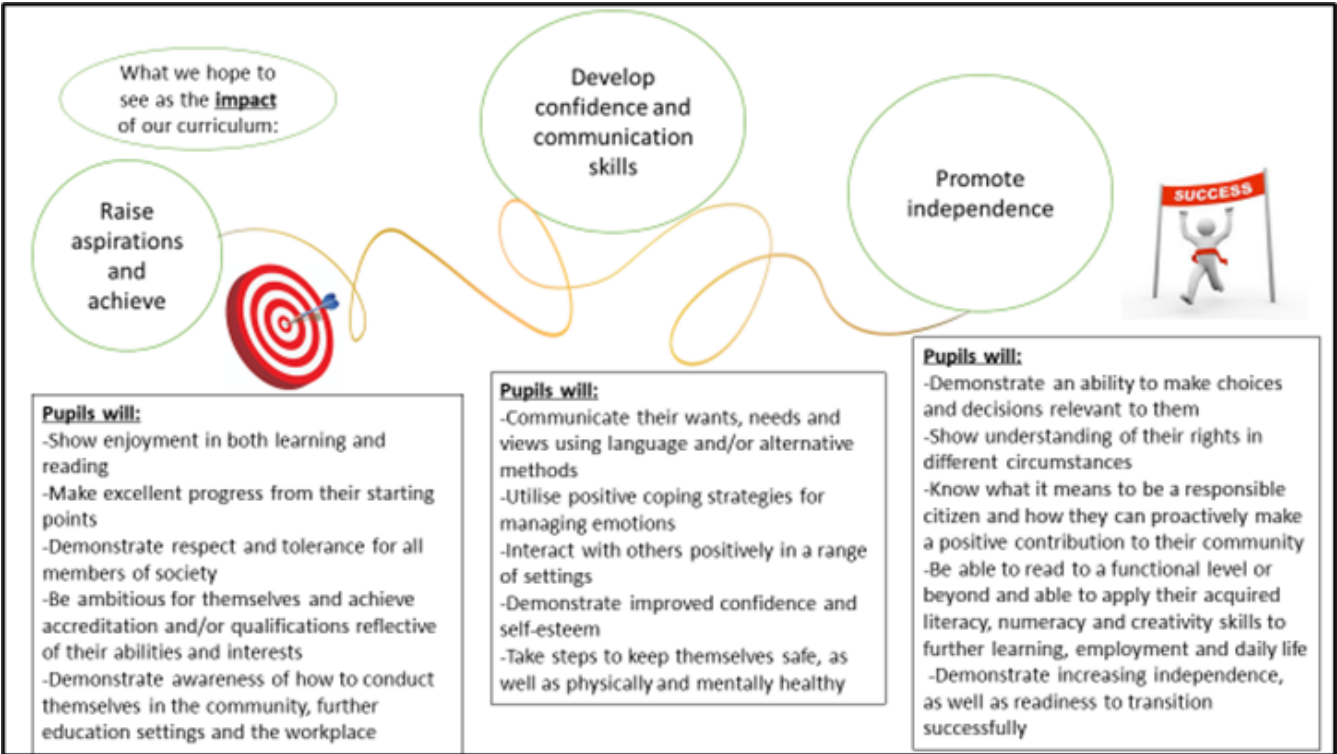 What we hope to
see as the impact
of our curriculum:
Raise
aspirations
and
achieve
Develop
confidence and
communication
skills
Promote
independence
SUCCESS
Pupils will:
-Show enjoyment in both learning and
reading
-Make excellent progress from their starting
points
-Demonstrate respect and tolerance for all
members of society
-Be ambitious for themselves and achieve
accreditation and/or qualifications reflective
of their abilities and interests
-Demonstrate awareness of how to conduct
themselves in the community, further
education settings and the workplace
Pupils will:
-Communicate their wants, needs and
views using language and/or alternative
methods
-Utilise positive coping strategies for
managing emotions
-Interact with others positively in a range
of settings
-Demonstrate improved confidence and
self-esteem
-Take steps to keep themselves safe, as
well as physically and mentally healthy
Pupils will:
-Demonstrate an ability to make choices
and decisions relevant to them
-Show understanding of their rights in
different circumstances
-Know what it means to be a responsible
citizen and how they can proactively make
a positive contribution to their community
-Be able to read to a functional level or
beyond and able to apply their acquired
literacy, numeracy and creativity skills to
further learning, employment and daily life
-Demonstrate increasing independence,
as well as readiness to transition
successfully